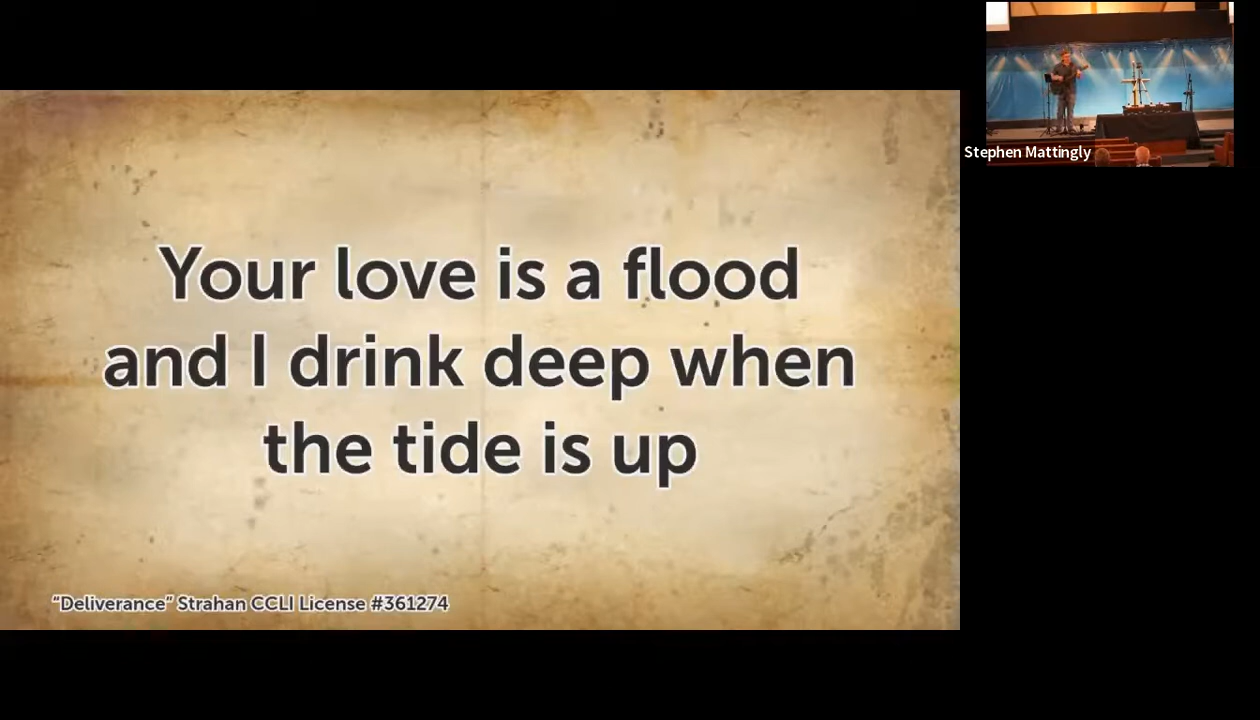 Your love is a flood
and I drink deep when
the tide is up
"Deliverance" Strahan CCLI License #361274
Stephen Mattingly